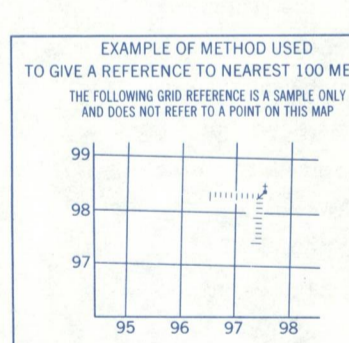 EXAMPLE OF METHOD USED
TO GIVE A REFERENCE TO NEAREST 100 ME
THE FOLLOWING GRID REFERENCE IS A SAMPLE ONLY
AND DOES NOT REFER TO A POINT ON THIS MAP
99
98
97
95 96 97 98